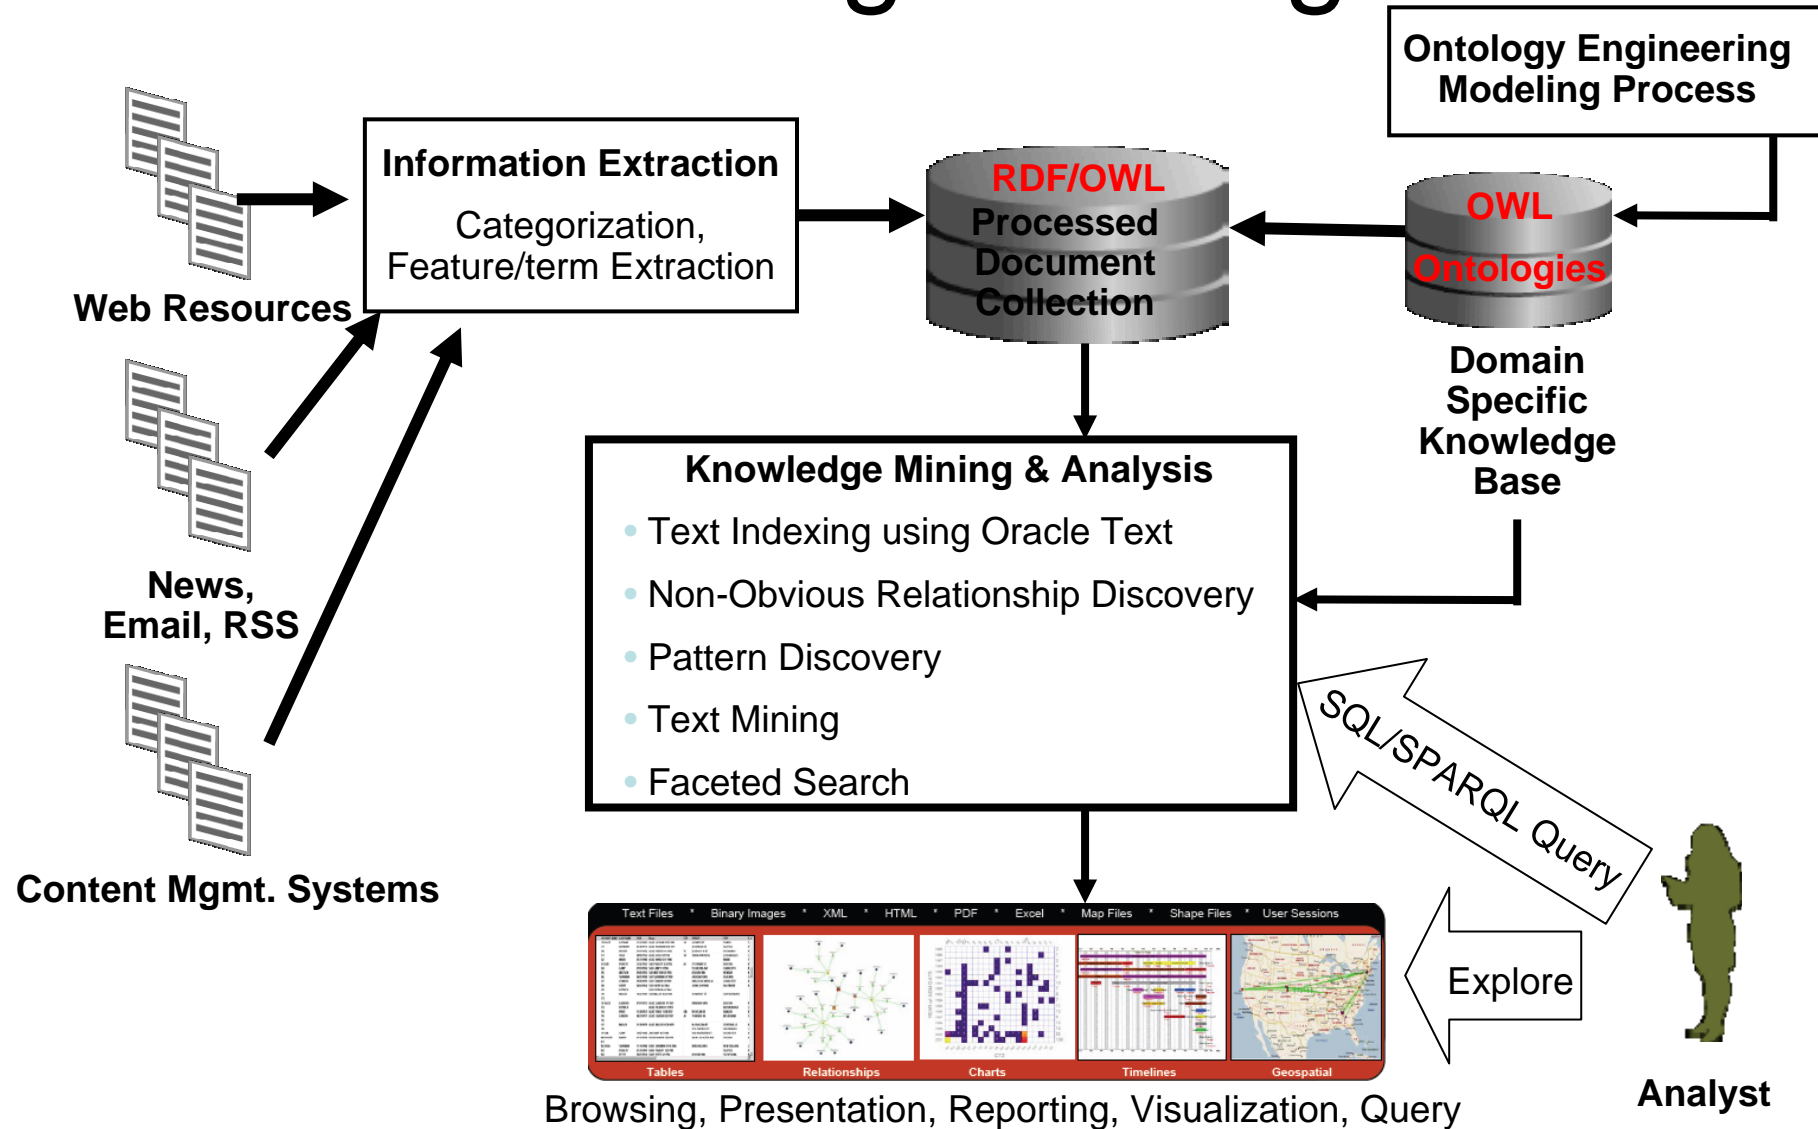 Ontology Engineering
Modeling Process
Information Extraction
Categorization,
Feature/term Extraction
RDF/OWL
Processed
Document
Collection
OWL
Ontologies
Web Resources
Domain
Specific
Knowledge
Base
News,
Email, RSS
Content Mgmt. Systems
Knowledge Mining & Analysis
• Text Indexing using Oracle Text
• Non-Obvious Relationship Discovery
• Pattern Discovery
• Text Mining
• Faceted Search
SQL/SPARQL Query
Explore
Analyst
Text Files * Binary Images * XML * HTML * PDF * Excel * Map Files * Shape Files * User Sessions
Tables Relationships Charts Timelines Geospatial
Browsing, Presentation, Reporting, Visualization, Query